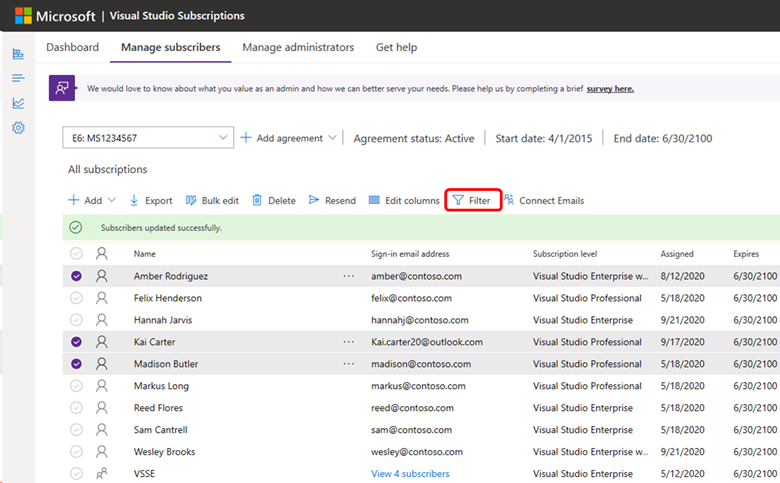 Microsoft | Visual Studio Subscriptions
Dashboard Manage subscribers Manage administrators Get help
We would love to know about what you value as an admin and how we can better serve your needs. Please help us by completing a brief survey here.
E6: MS1234567 Add agreement Agreement status: Active Start date: 4/1/2015 End date: 6/30/2100
All subscriptions
Add Export Bulk edit Delete Resend Edit columns Filter Connect Emails
Subscribers updated successfully.
Name Sign-in email address Subscription level Assigned Expires
Amber Rodriguez ... amber@contoso.com Visual Studio Enterprise w... 8/12/2020 6/30/2100
Felix Henderson felix@contoso.com Visual Studio Professional 5/18/2020 6/30/2100
Hannah Jarvis hannahj@contoso.com Visual Studio Enterprise 9/21/2020 6/30/2100
Kai Carter ... Kai.carter20@outlook.com Visual Studio Professional 9/17/2020 6/30/2100
Madison Butler ... madison@contoso.com Visual Studio Professional 5/18/2020 6/30/2100
Markus Long markus@contoso.com Visual Studio Professional 5/18/2020 6/30/2100
Reed Flores reed@contoso.com Visual Studio Enterprise 5/18/2020 6/30/2100
Sam Cantrell sam@contoso.com Visual Studio Enterprise 5/18/2020 6/30/2100
Wesley Brooks wesley@contoso.com Visual Studio Enterprise w... 9/21/2020 6/30/2100
VSSE View 4 subscribers Visual Studio Enterprise 5/12/2020 6/30/2100